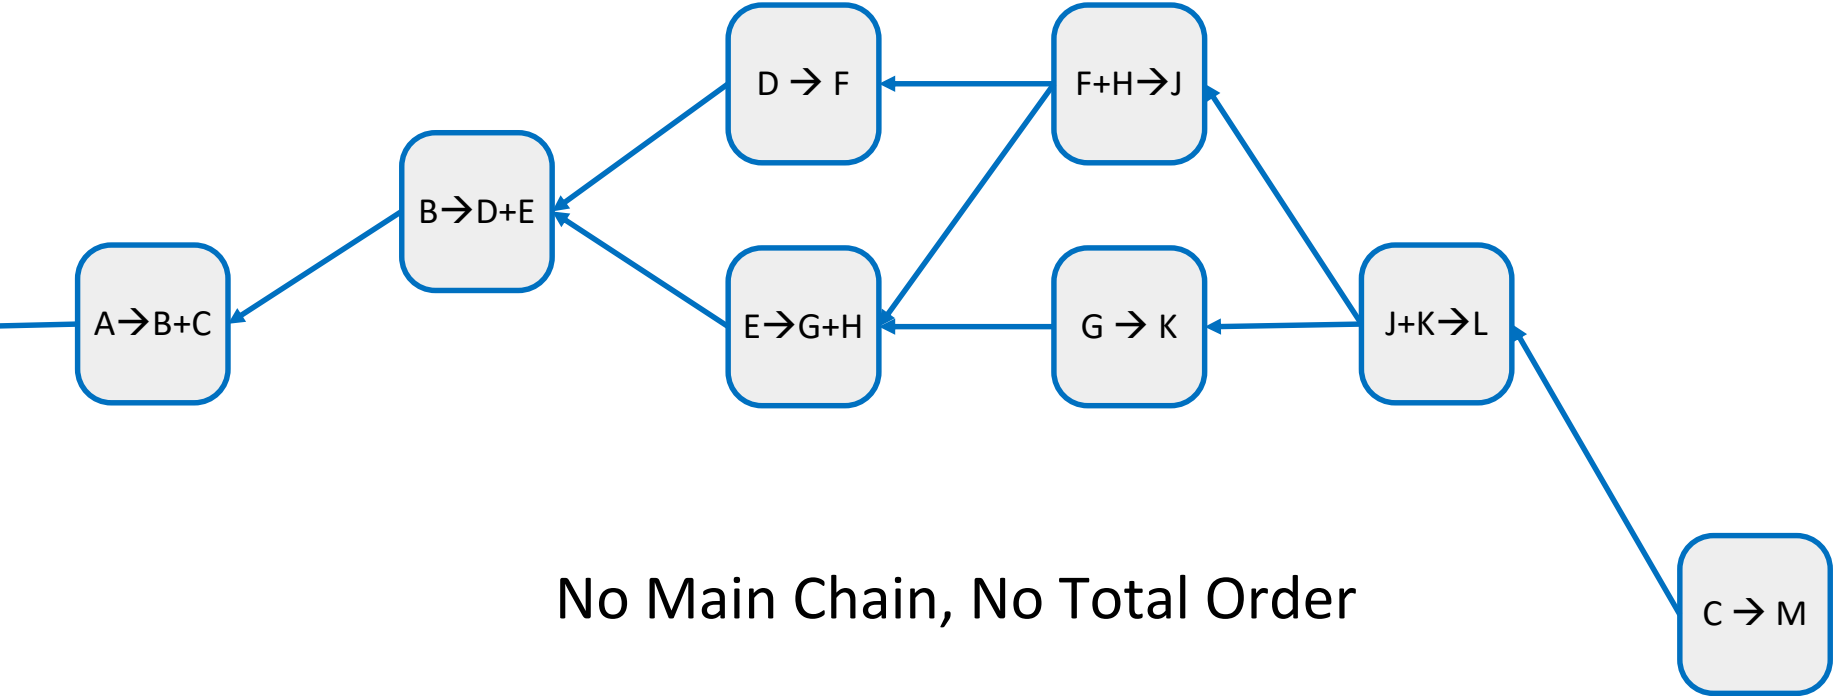 D → F
F+H→J
B→D+E
A→B+C
E→G+H
G → K
J+K→L
No Main Chain, No Total Order
C → M